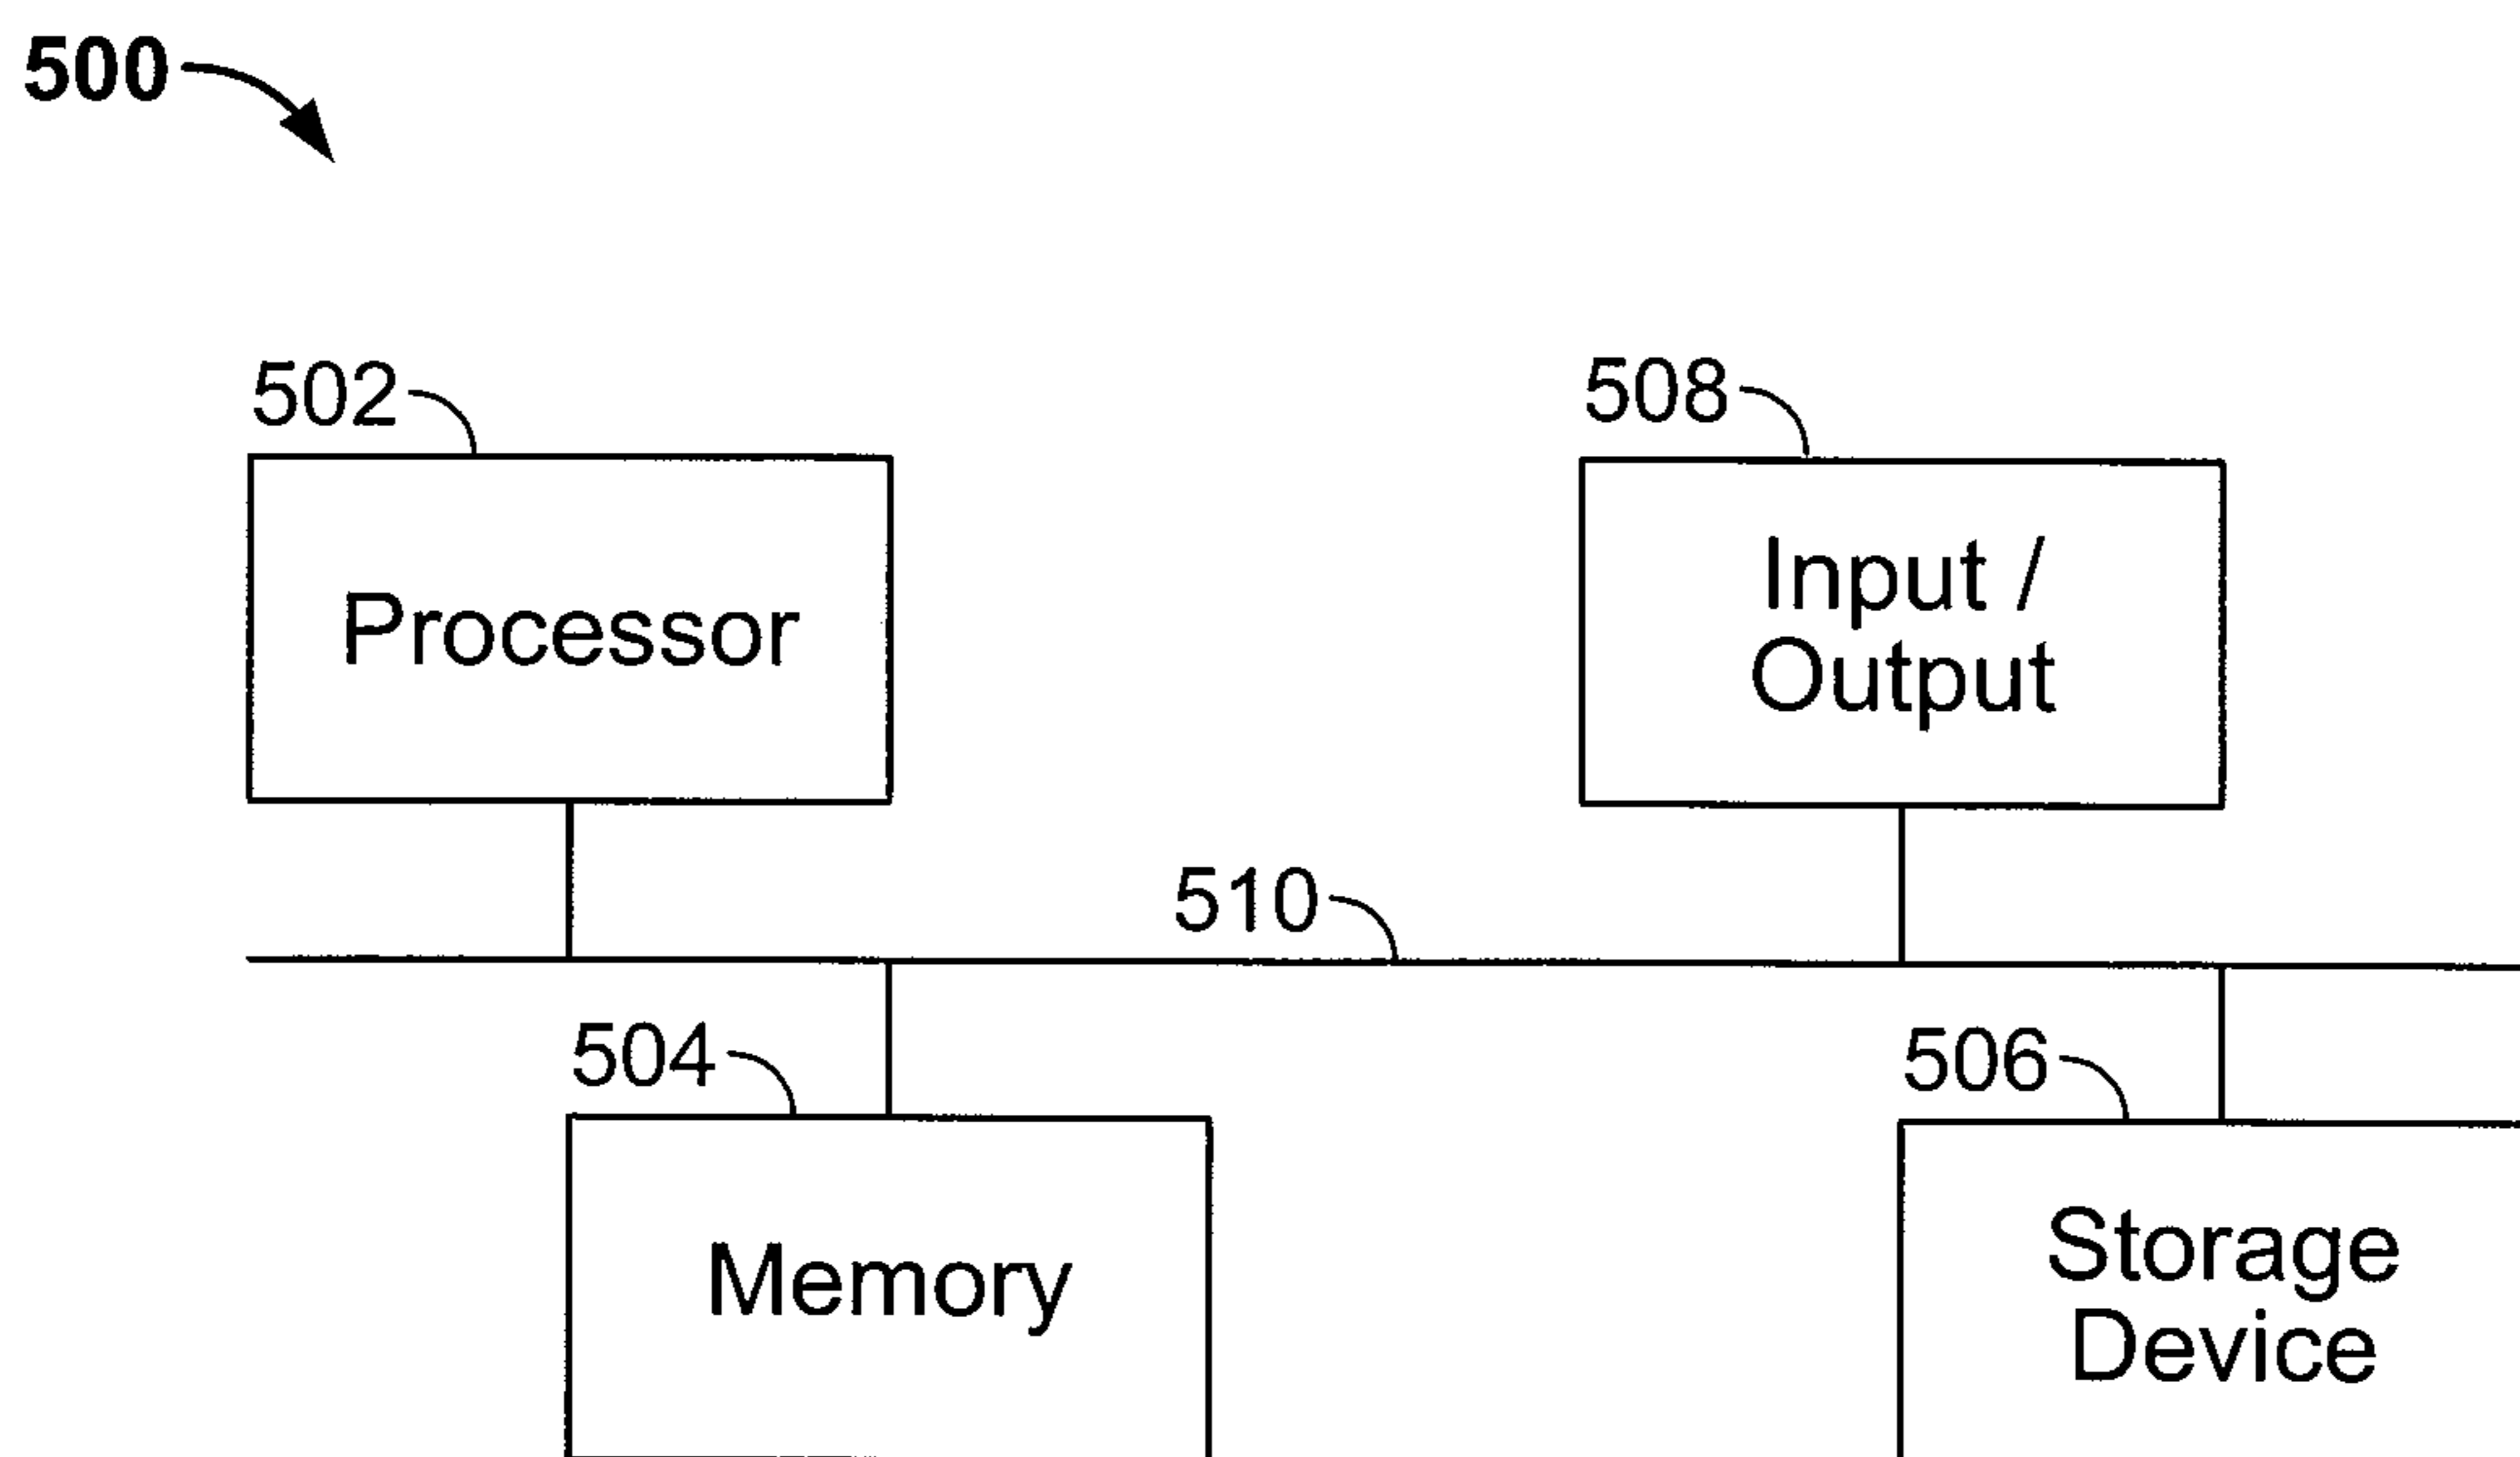 500
502
508
Processor
Input /
Output
510
504
506
Memory
Storage
Device